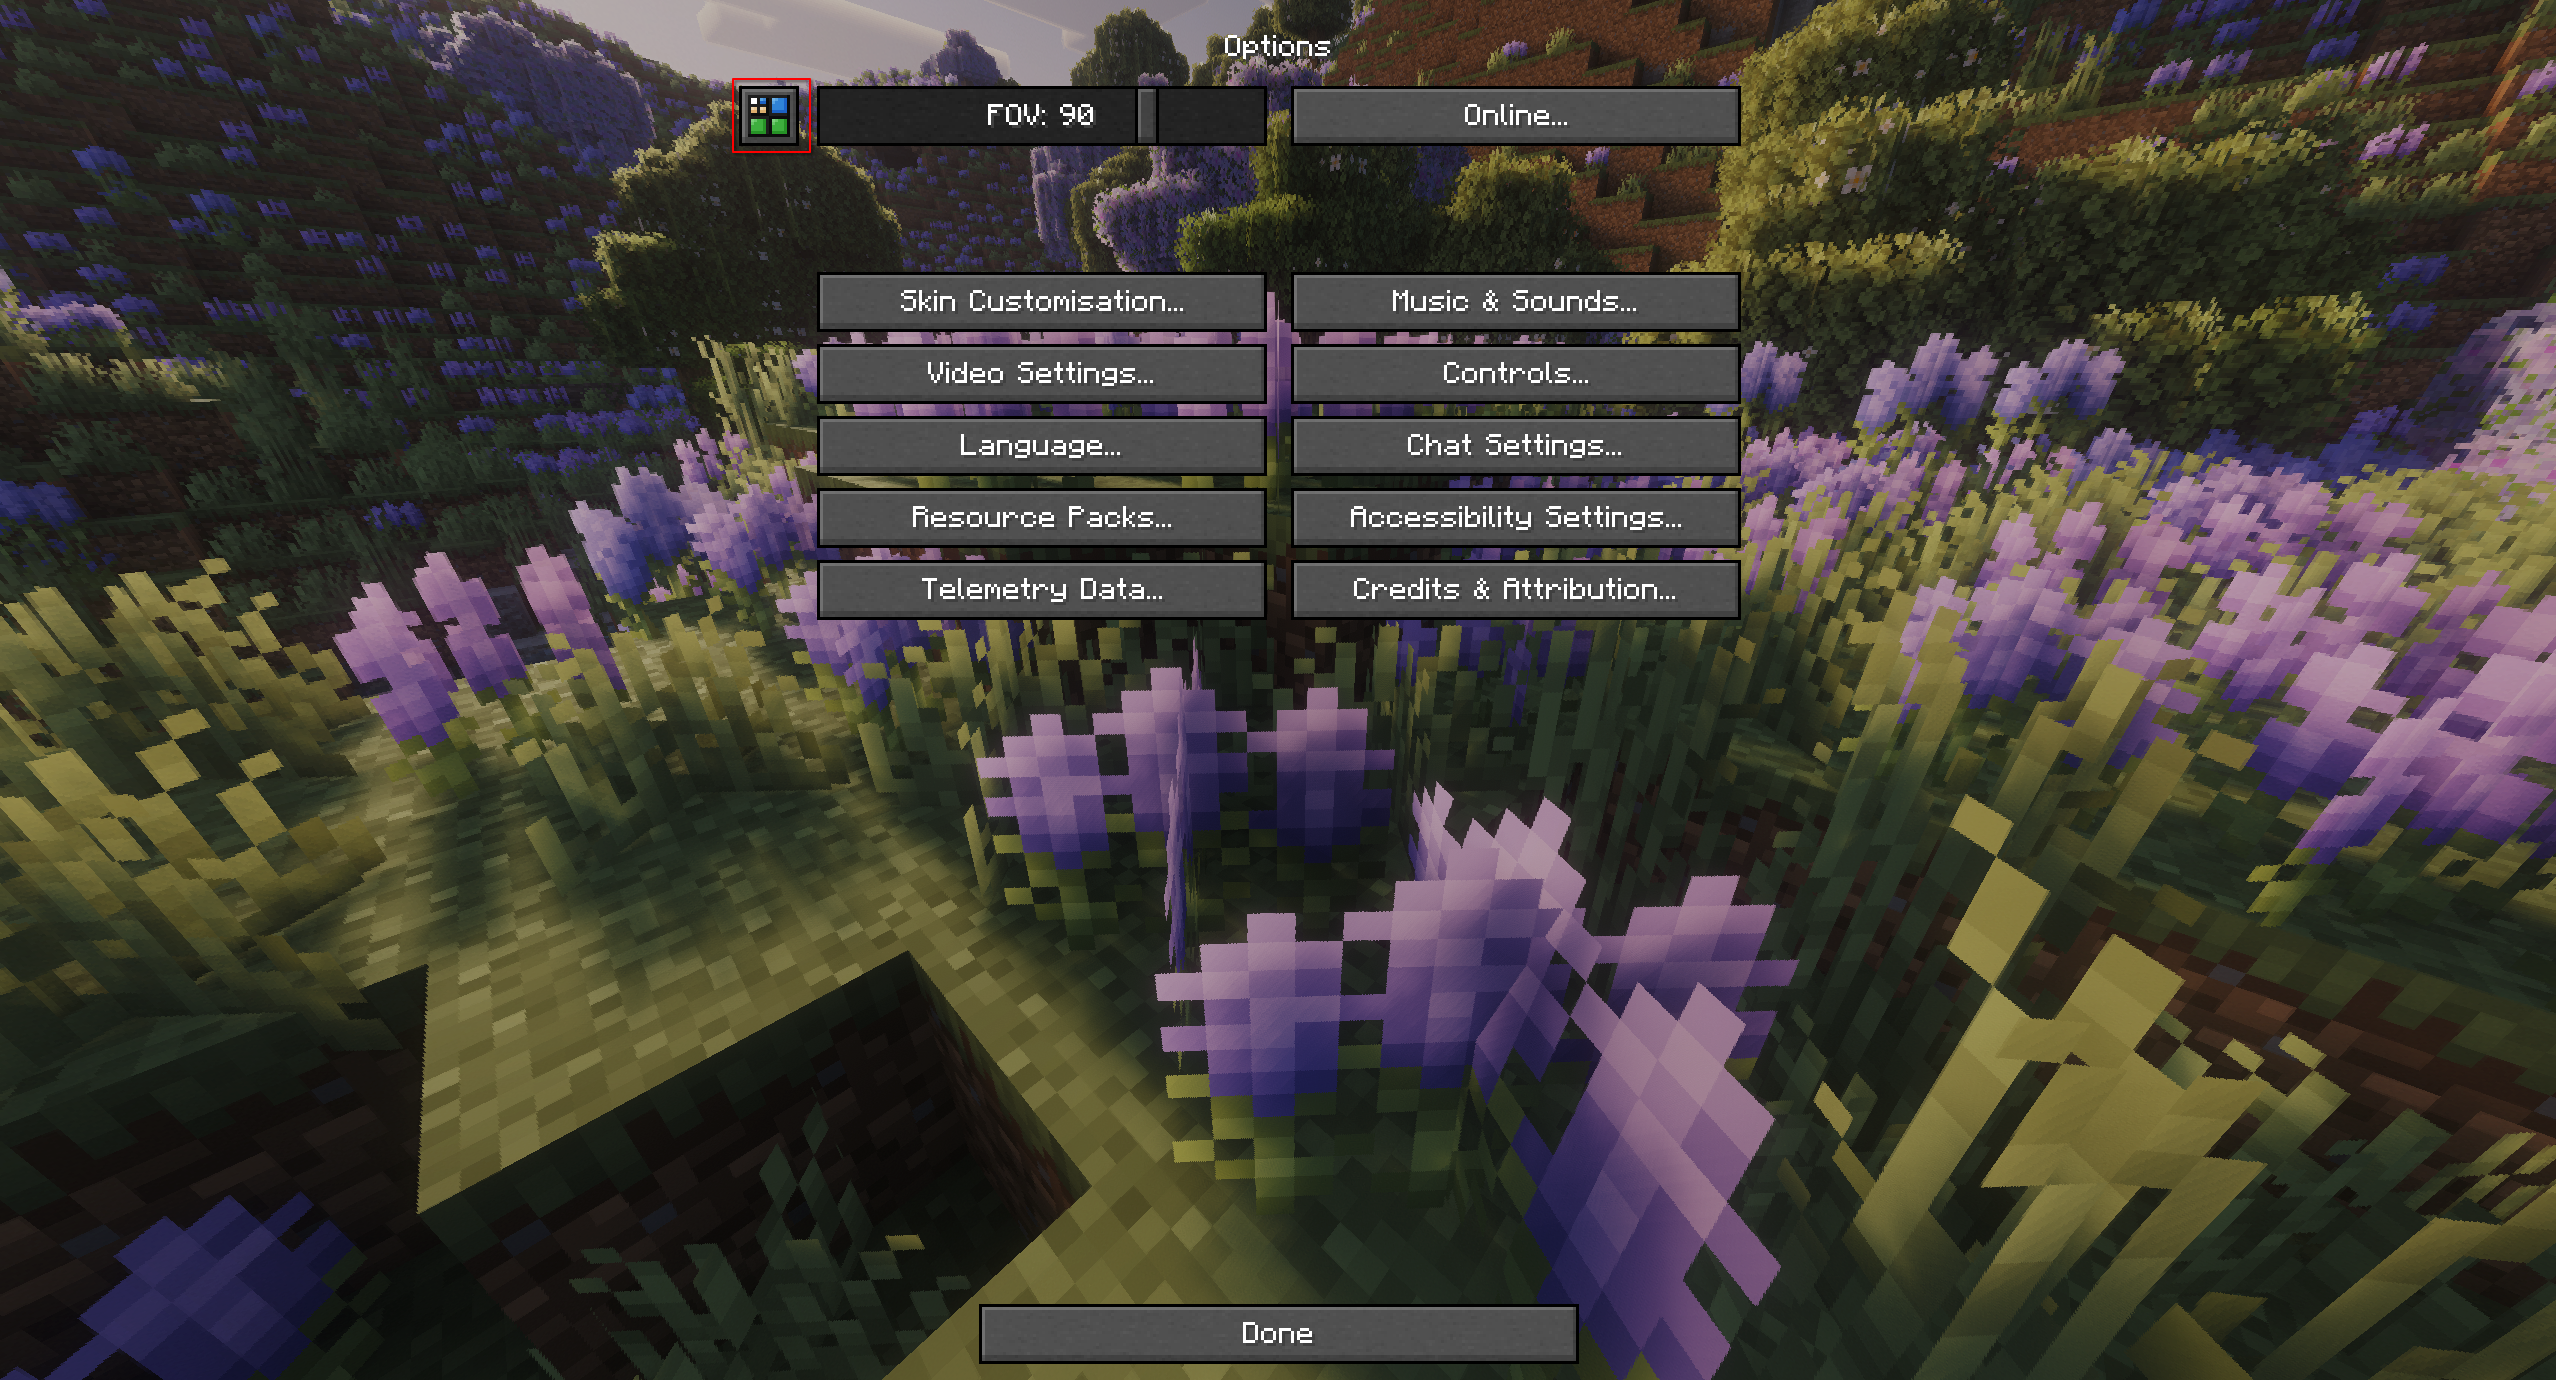 Options
FOV: 90
Online...
Skin Customisation...
Music & Sounds...
Video Settings...
Controls...
Language...
Chat Settings...
Resource Packs...
Accessibility Settings...
Telemetry Data...
Credits & Attribution...
Done